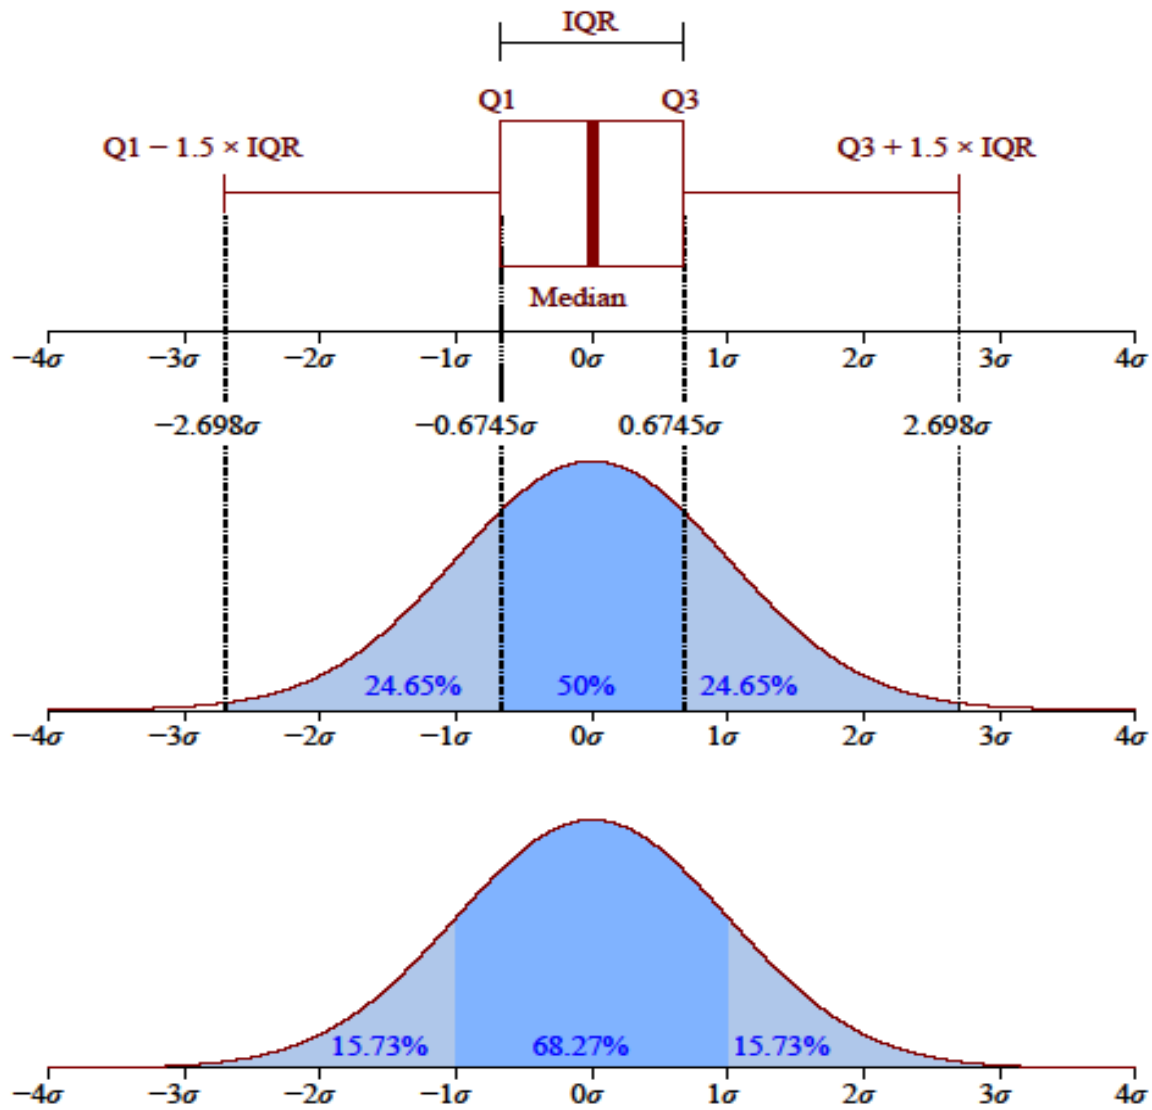 IQR
Q1 Q3
Q1 − 1.5 × IQR Q3 + 1.5 × IQR
Median
−4σ −3σ −2σ −1σ 0σ 1σ 2σ 3σ 4σ
−2.698σ −0.6745σ 0.6745σ 2.698σ
24.65% 50% 24.65%
−4σ −3σ −2σ −1σ 0σ 1σ 2σ 3σ 4σ
15.73% 68.27% 15.73%
−4σ −3σ −2σ −1σ 0σ 1σ 2σ 3σ 4σ